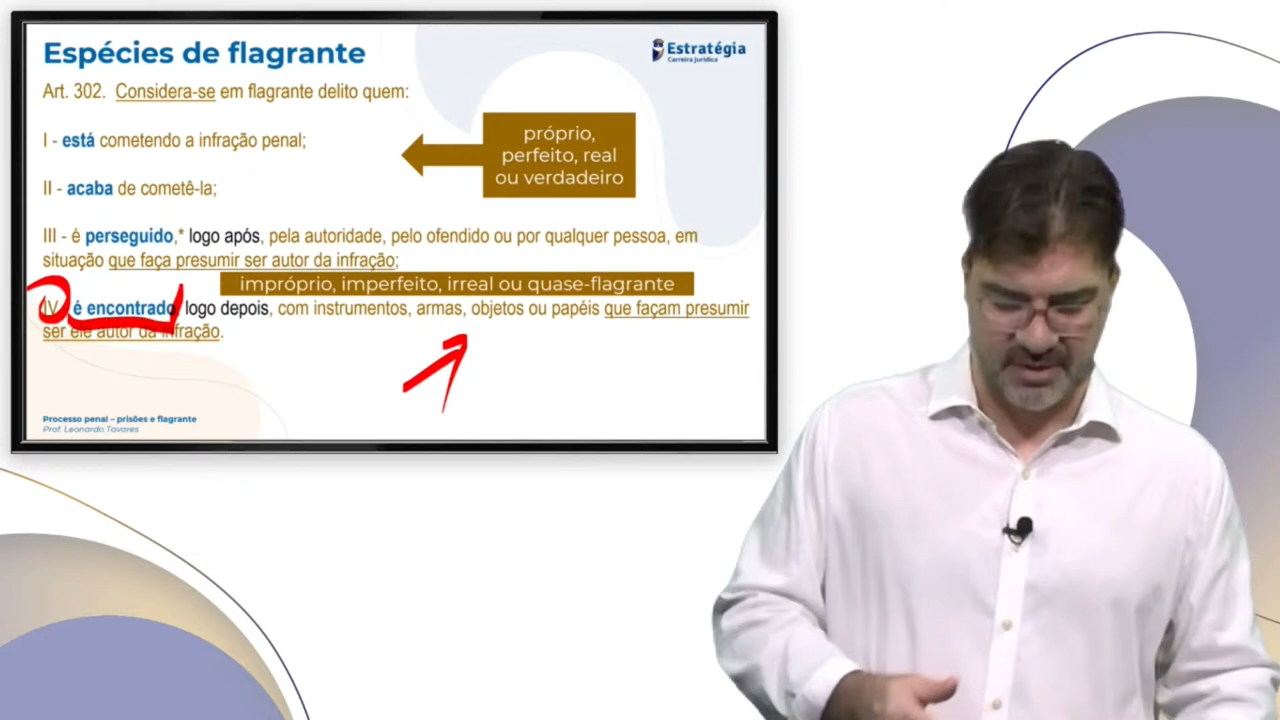 Espécies de flagrante
Estratégia
Carreira Jurídica
Art. 302. Considera-se em flagrante delito quem:
I - está cometendo a infração penal;
próprio,
perfeito, real
ou verdadeiro
II - acaba de cometê-la;
III - é perseguido,* logo após, pela autoridade, pelo ofendido ou por qualquer pessoa, em
situação que faça presumir ser autor da infração;
impróprio, imperfeito, irreal ou quase-flagrante
IV - é encontrado, logo depois, com instrumentos, armas, objetos ou papéis que façam presumir
ser ele autor da infração.
Processo penal – prisões e flagrante
Prof. Leonardo Tavares